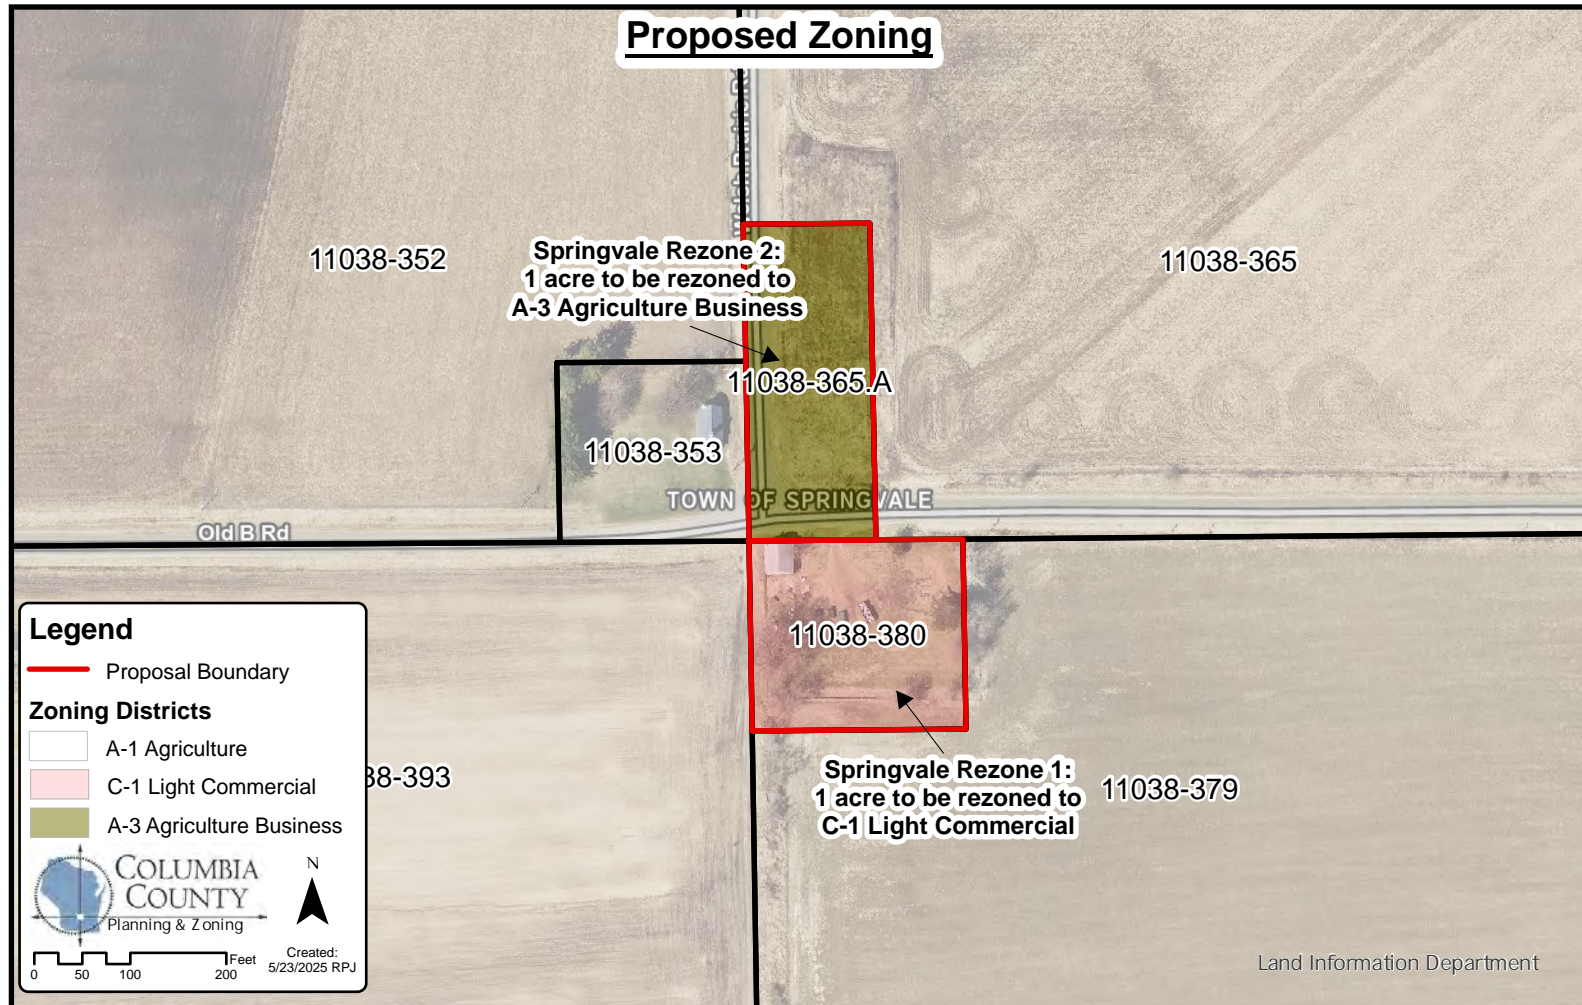 Proposed Zoning
11038-352
Springvale Rezone 2:
1 acre to be rezoned to
A-3 Agriculture Business
11038-365
11038-365.A
11038-353
TOWN OF SPRINGVALE
Old B Rd
11038-380
Springvale Rezone 1:
1 acre to be rezoned to
C-1 Light Commercial
11038-379
38-393
Legend
Proposal Boundary
Zoning Districts
A-1 Agriculture
C-1 Light Commercial
A-3 Agriculture Business
COLUMBIA
COUNTY
Planning & Zoning
N
0 50 100 200 Feet
Created:
5/23/2025 RPJ
Land Information Department